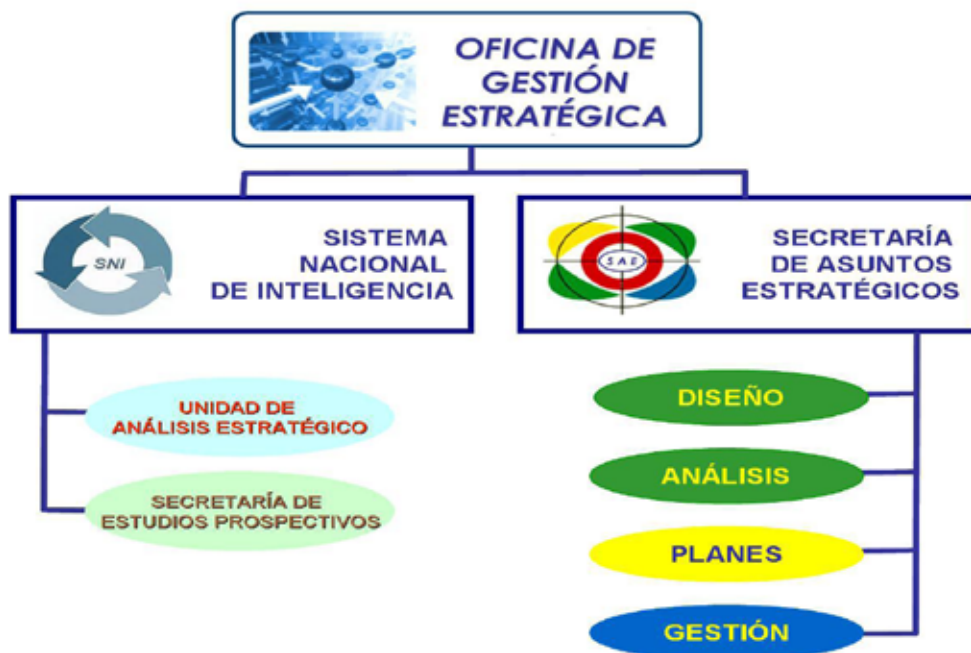 OFICINA DE
GESTIÓN
ESTRATÉGICA
SNI
SISTEMA
NACIONAL
DE INTELIGENCIA
SAE
SECRETARÍA
DE ASUNTOS
ESTRATÉGICOS
UNIDAD DE
ANÁLISIS ESTRATÉGICO
SECRETARÍA DE
ESTUDIOS PROSPECTIVOS
DISEÑO
ANÁLISIS
PLANES
GESTIÓN